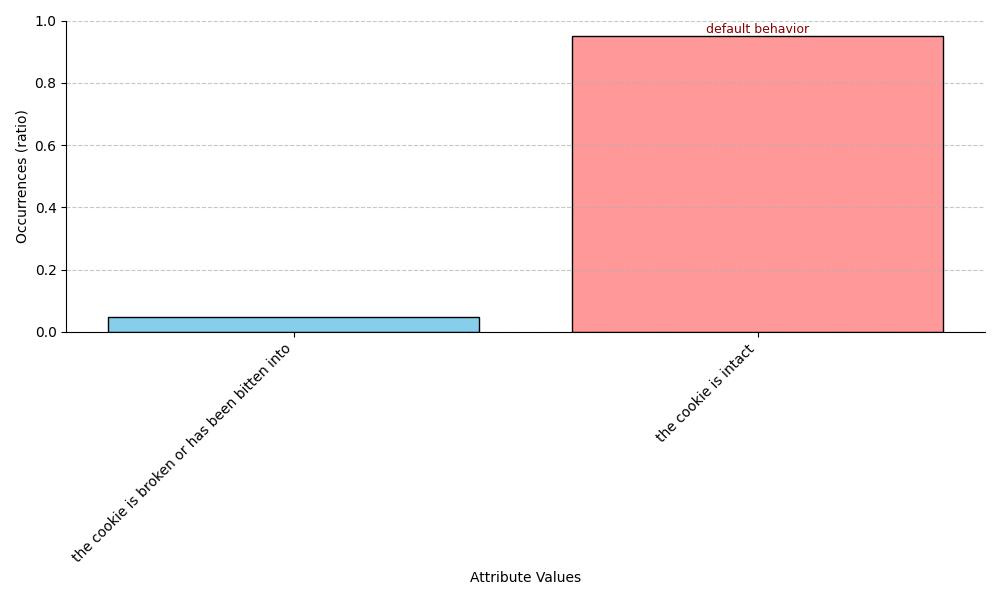 1.0
default behavior
0.8
0.6
0.4
0.2
0.0
Occurrences (ratio)
the cookie is broken or has been bitten into
the cookie is intact
Attribute Values